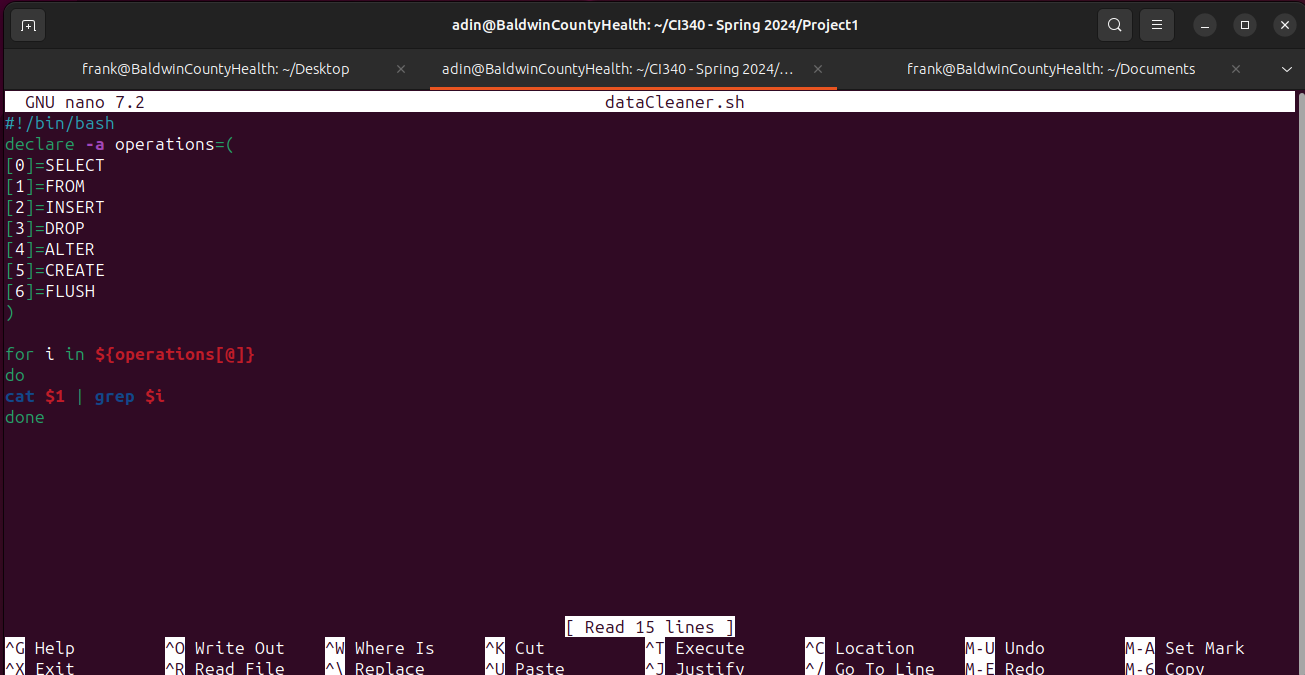 adin@BaldwinCountyHealth: ~/CI340 - Spring 2024/Project1
frank@BaldwinCountyHealth: ~/Desktop
adin@BaldwinCountyHealth: ~/CI340 - Spring 2024/...
frank@BaldwinCountyHealth: ~/Documents
GNU nano 7.2 dataCleaner.sh
#!/bin/bash
declare -a operations=(
[0]=SELECT
[1]=FROM
[2]=INSERT
[3]=DROP
[4]=ALTER
[5]=CREATE
[6]=FLUSH
)
for i in ${operations[@]}
do
cat $1 | grep $i
done
[ Read 15 lines ]
^G Help ^O Write Out ^W Where Is ^K Cut ^T Execute ^C Location M-U Undo M-A Set Mark
^X Exit ^R Read File ^\ Replace ^U Paste ^J Justify ^/ Go To Line M-E Redo M-6 Copy